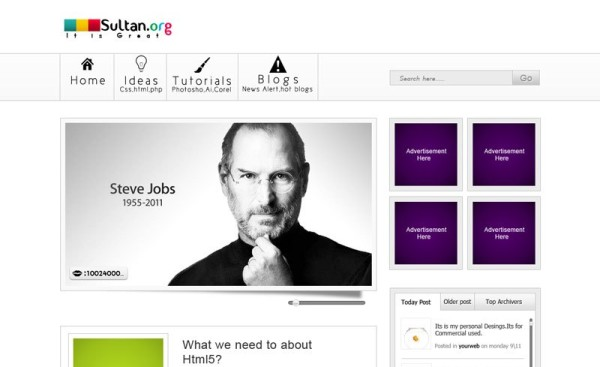 Sultan.org
It Is Great
Home
Ideas
Css,html,php
Tutorials
Photosho,Ai,Corel
Blogs
News Alert,hot blogs
Search here.....
Go
Steve Jobs
1955-2011
:10024000..
Advertisement
Here
Advertisement
Here
Advertisement
Here
Advertisement
Here
Today Post
Older post
Top Archivers
Its is my personal Desings.Its for
Commercial used.
Posted in yourweb on monday 9\11
What we need to about
Html5?